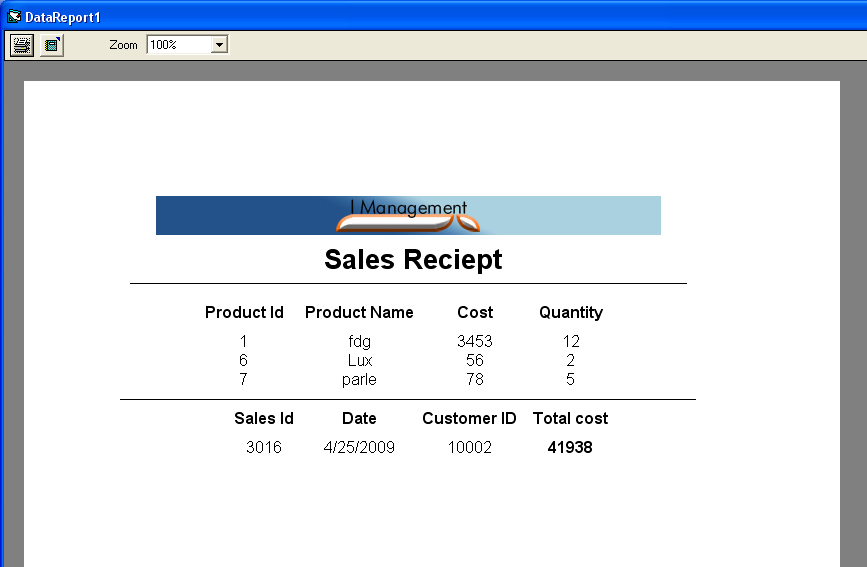 DataReport1
Zoom 100%
I Management
Sales Reciept
Product Id Product Name Cost Quantity
1 fdg 3453 12
6 Lux 56 2
7 parle 78 5
Sales Id Date Customer ID Total cost
3016 4/25/2009 10002 41938